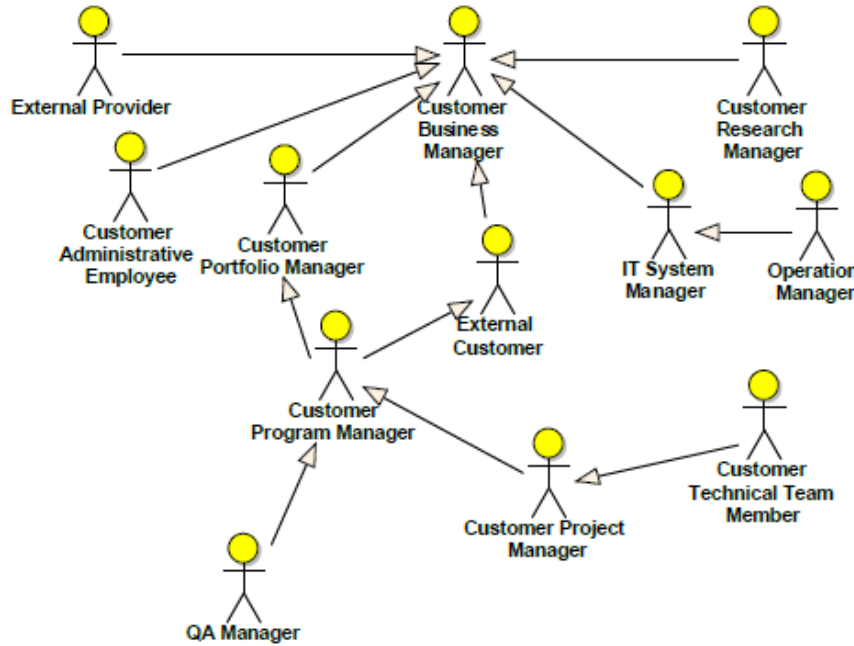 External Provider
Customer
Business
Manager
Customer
Research
Manager
Customer
Administrative
Employee
Customer
Portfolio Manager
External
Customer
IT System
Manager
Operation
Manager
Customer
Program Manager
Customer Project
Manager
Customer
Technical Team
Member
QA Manager